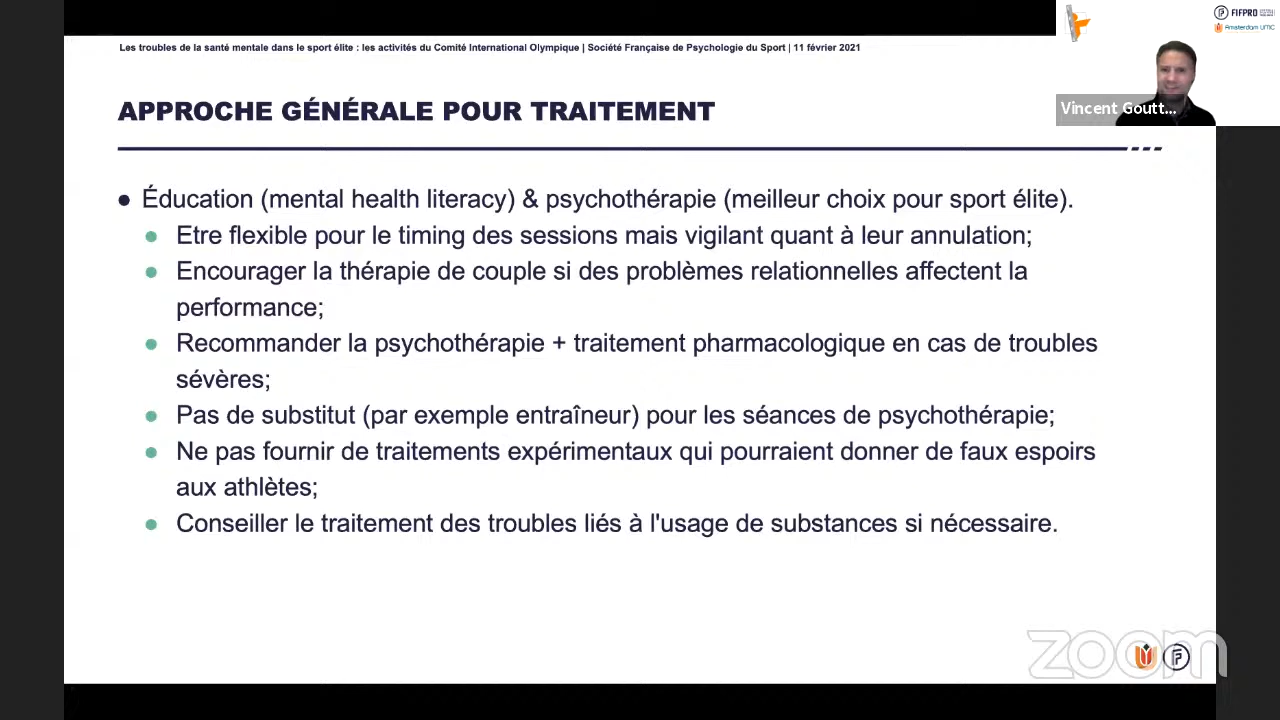 FIFPRO
Amsterdam UMC
Les troubles de la santé mentale dans le sport élite : les activités du Comité International Olympique | Société Française de Psychologie du Sport | 11 février 2021
APPROCHE GÉNÉRALE POUR TRAITEMENT
Vincent Goutt...
● Éducation (mental health literacy) & psychothérapie (meilleur choix pour sport élite).
● Etre flexible pour le timing des sessions mais vigilant quant à leur annulation;
● Encourager la thérapie de couple si des problèmes relationnelles affectent la
performance;
● Recommander la psychothérapie + traitement pharmacologique en cas de troubles
sévères;
● Pas de substitut (par exemple entraîneur) pour les séances de psychothérapie;
● Ne pas fournir de traitements expérimentaux qui pourraient donner de faux espoirs
aux athlètes;
● Conseiller le traitement des troubles liés à l'usage de substances si nécessaire.
zoom